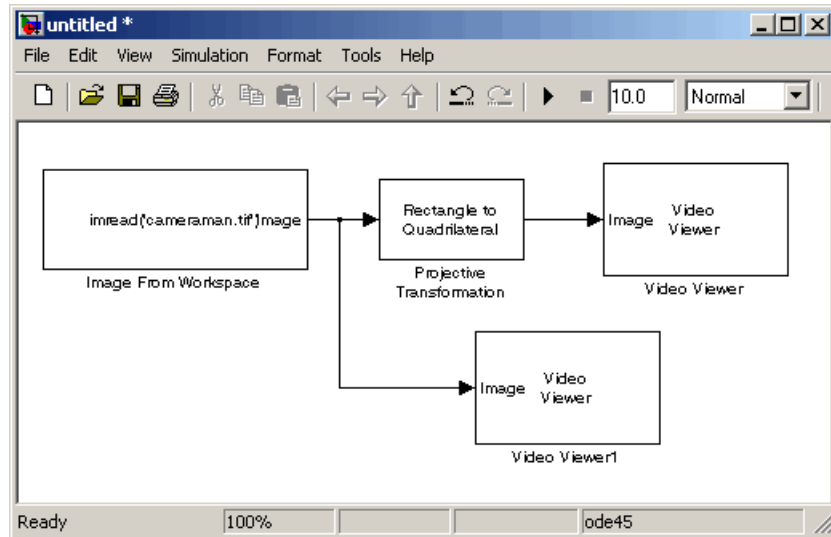 untitled *
File Edit View Simulation Format Tools Help
10.0 Normal
imread('cameraman.tif')mage
Image From Workspace
Rectangle to
Quadrilateral
Projective
Transformation
Image
Video
Viewer
Video Viewer
Image
Video
Viewer
Video Viewer1
Ready 100% ode45